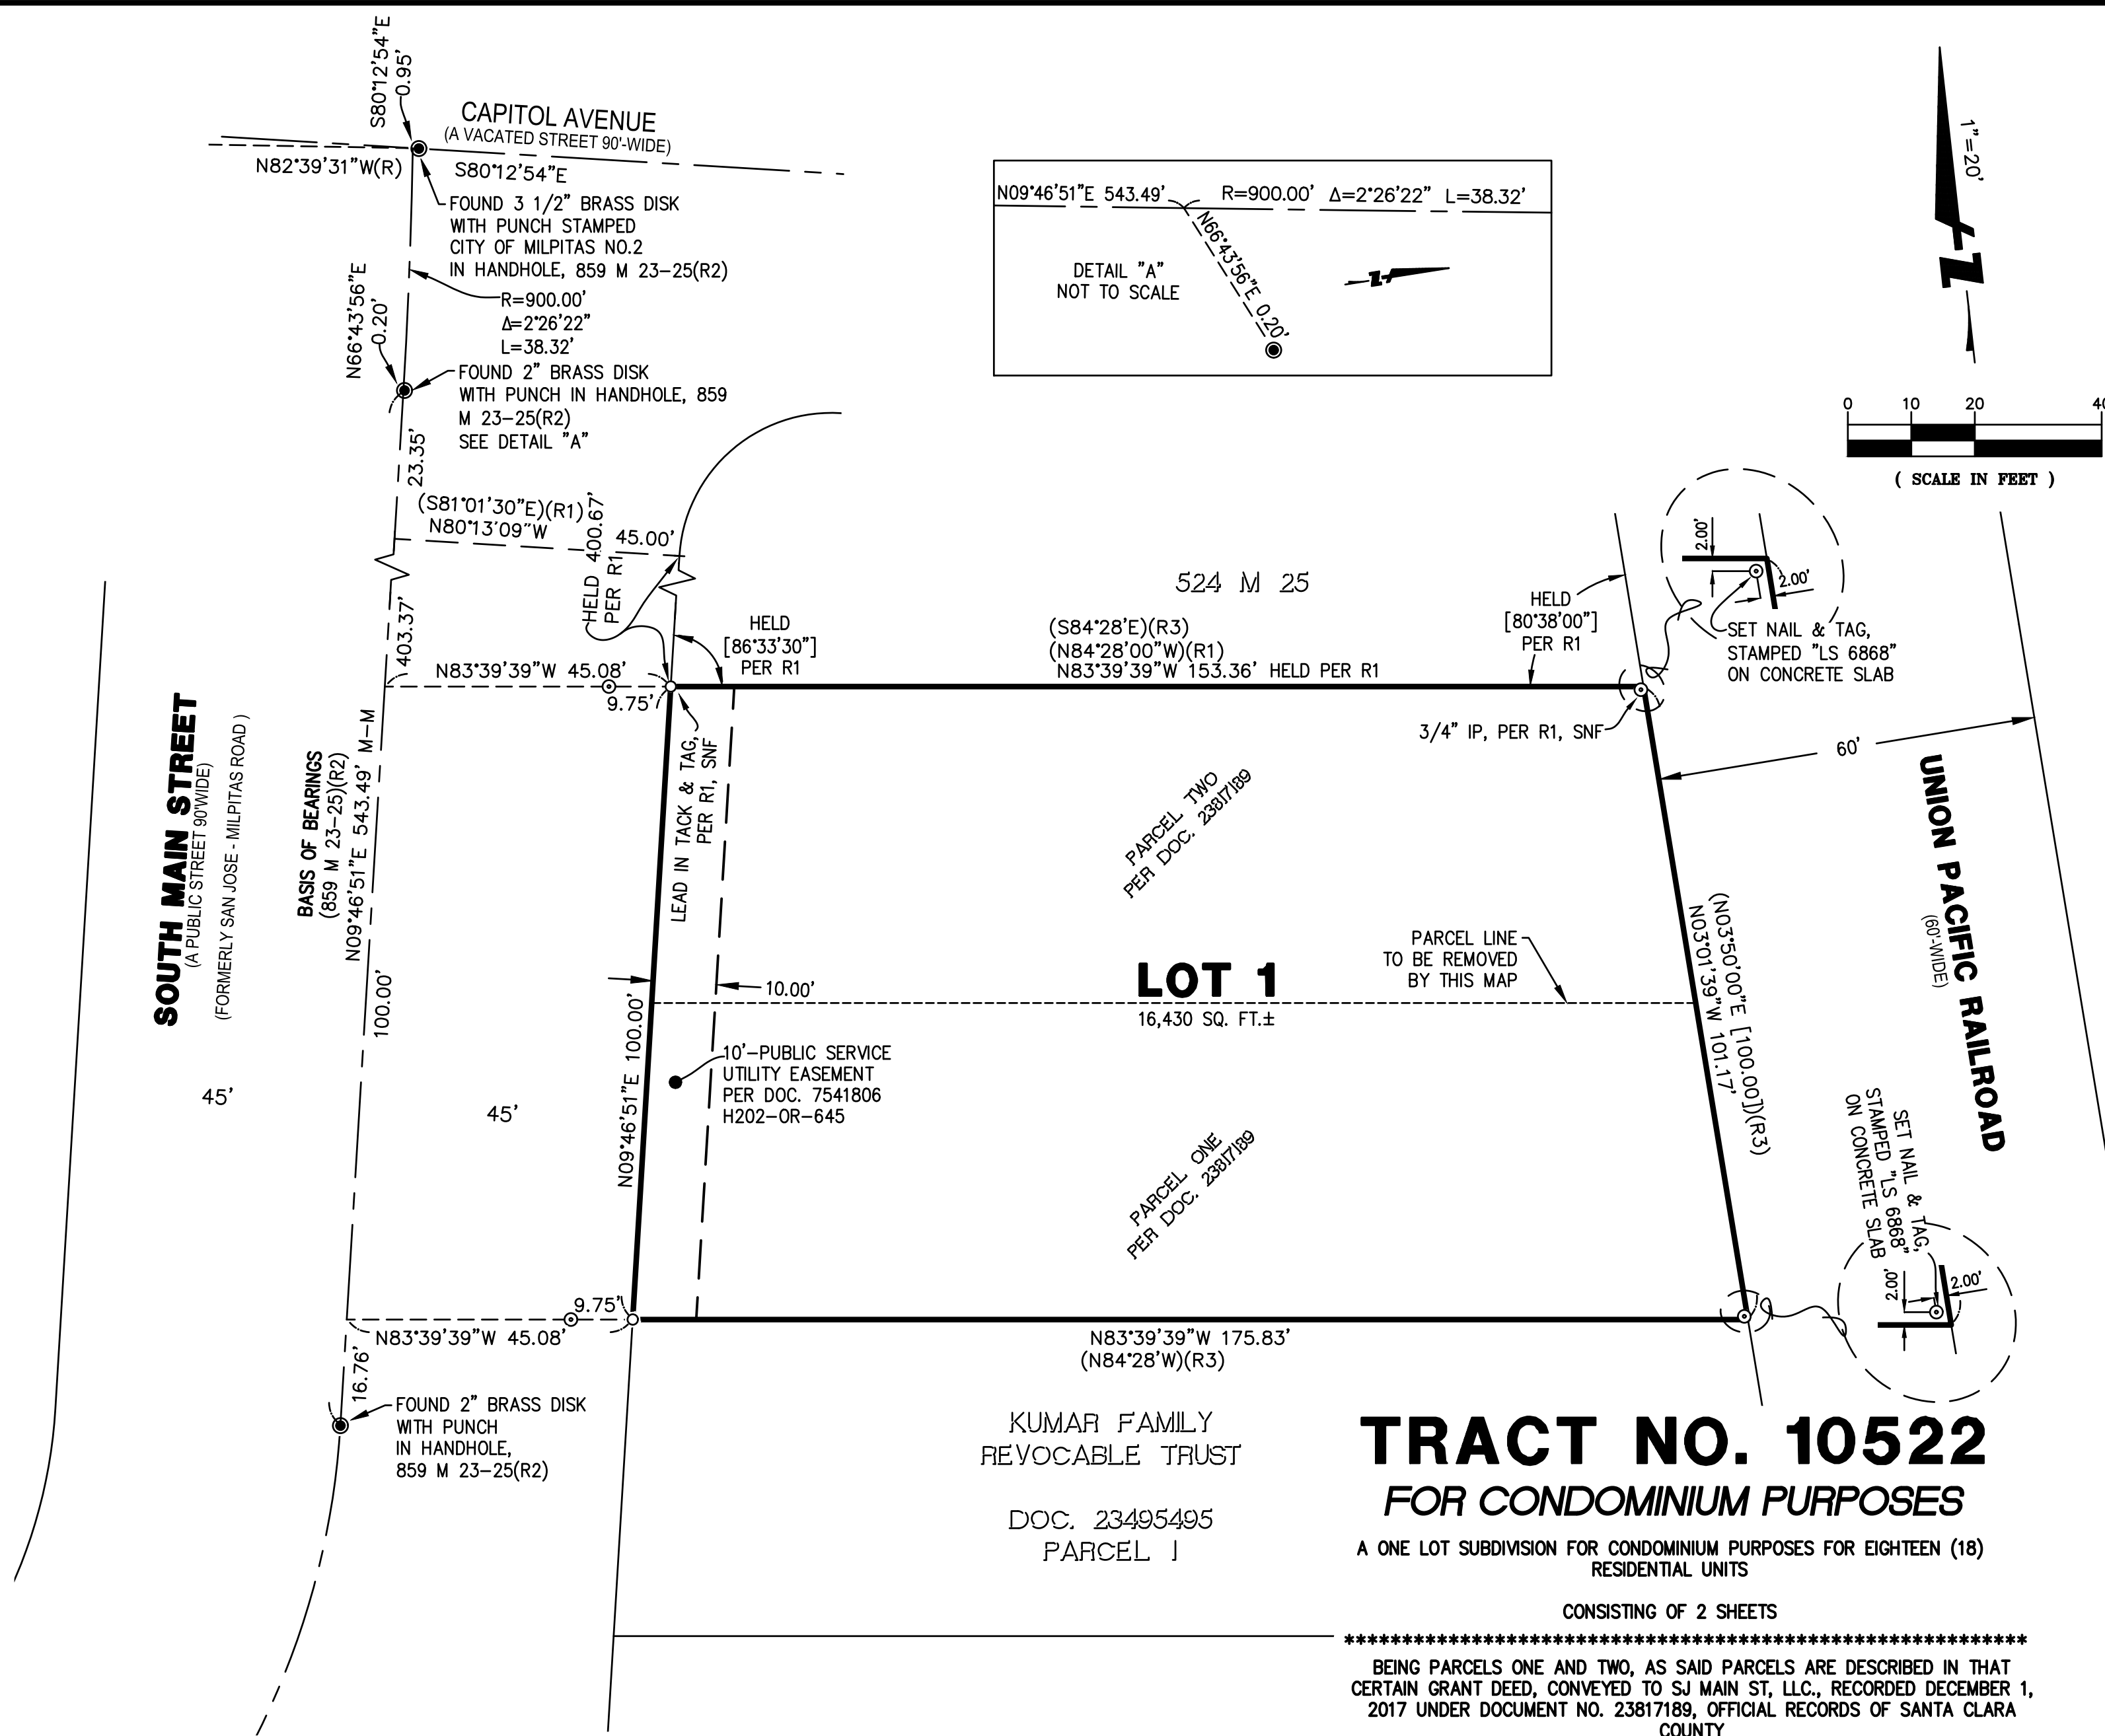 S80°12'54"E
0.95'
CAPITOL AVENUE
(A VACATED STREET 90'-WIDE)
N82°39'31"W(R)
S80°12'54"E
FOUND 3 1/2" BRASS DISK
WITH PUNCH STAMPED
CITY OF MILPITAS NO.2
IN HANDHOLE, 859 M 23-25(R2)
N66°43'56"E
0.20'
R=900.00'
Δ=2°26'22"
L=38.32'
FOUND 2" BRASS DISK
WITH PUNCH IN HANDHOLE, 859
M 23-25(R2)
SEE DETAIL "A"
23.35'
N09°46'51"E 543.49'
R=900.00' Δ=2°26'22" L=38.32'
N66°43'56"E 0.20'
DETAIL "A"
NOT TO SCALE
Z
1"=20'
Z
0 10 20 40
( SCALE IN FEET )
(S81°01'30"E)(R1)
N80°13'09"W
45.00'
HELD 400.67'
PER R1
403.37'
HELD
[86°33'30"]
PER R1
524 M 25
(S84°28'E)(R3)
(N84°28'00"W)(R1)
N83°39'39"W 153.36' HELD PER R1
HELD
[80°38'00"]
PER R1
2.00'
2.00'
SET NAIL & TAG,
STAMPED "LS 6868"
ON CONCRETE SLAB
N83°39'39"W 45.08'
9.75'
3/4" IP, PER R1, SNF
60'
LEAD IN TACK & TAG,
PER R1, SNF
SOUTH MAIN STREET
(A PUBLIC STREET 90'WIDE)
(FORMERLY SAN JOSE - MILPITAS ROAD )
BASIS OF BEARINGS
(859 M 23-25)(R2)
N09°46'51"E 543.49' M-M
100.00'
PARCEL TWO
PER DOC. 23817189
UNION PACIFIC RAILROAD
(60'-WIDE)
PARCEL LINE
TO BE REMOVED
BY THIS MAP
LOT 1
16,430 SQ. FT.±
10.00'
(N03°50'00"E [100.00])(R3)
N03°01'39"W 101.17'
N09°46'51"E 100.00'
10'-PUBLIC SERVICE
UTILITY EASEMENT
PER DOC. 7541806
H202-OR-645
45'
45'
PARCEL ONE
PER DOC. 23817189
SET NAIL & TAG,
STAMPED "LS 6868"
ON CONCRETE SLAB
2.00'
2.00'
9.75'
N83°39'39"W 45.08'
N83°39'39"W 175.83'
(N84°28'W)(R3)
16.76'
FOUND 2" BRASS DISK
WITH PUNCH
IN HANDHOLE,
859 M 23-25(R2)
KUMAR FAMILY
REVOCABLE TRUST
DOC. 23495495
PARCEL 1
TRACT NO. 10522
FOR CONDOMINIUM PURPOSES
A ONE LOT SUBDIVISION FOR CONDOMINIUM PURPOSES FOR EIGHTEEN (18)
RESIDENTIAL UNITS
CONSISTING OF 2 SHEETS
***********************************************************
BEING PARCELS ONE AND TWO, AS SAID PARCELS ARE DESCRIBED IN THAT
CERTAIN GRANT DEED, CONVEYED TO SJ MAIN ST, LLC., RECORDED DECEMBER 1,
2017 UNDER DOCUMENT NO. 23817189, OFFICIAL RECORDS OF SANTA CLARA
COUNTY